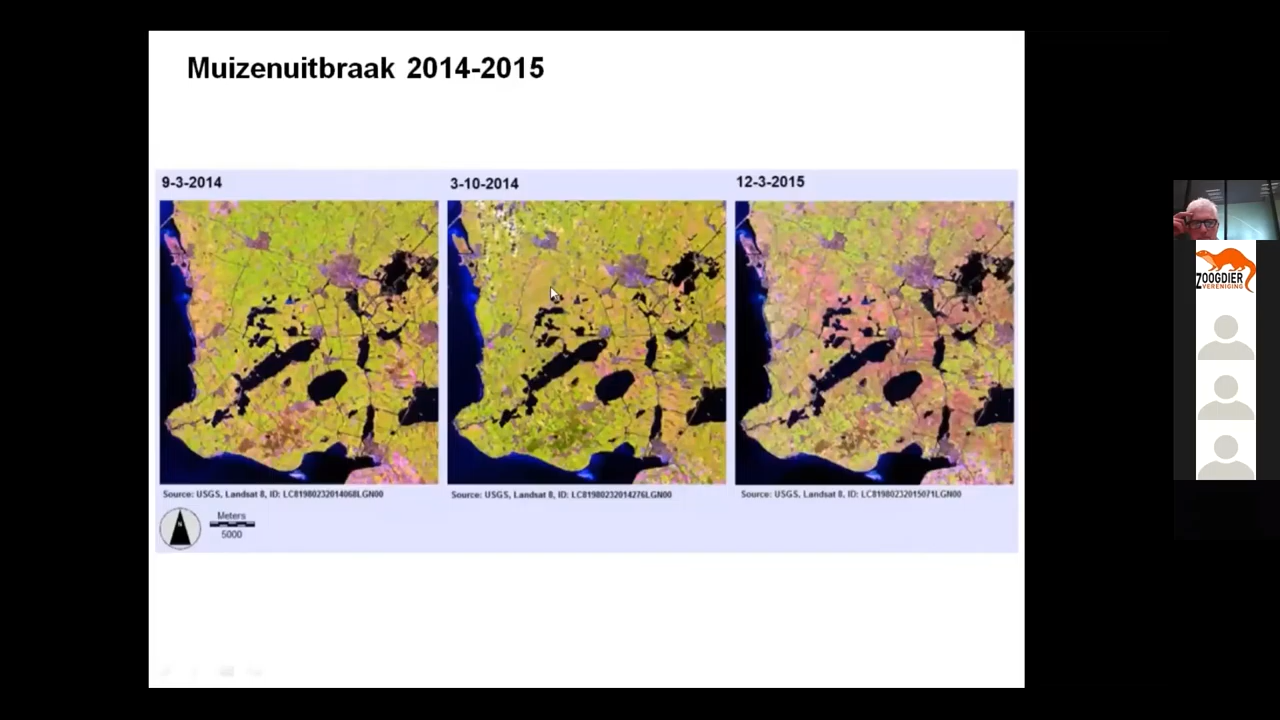 Muizenuitbraak 2014-2015
9-3-2014
3-10-2014
12-3-2015
Source: USGS, Landsat 8, ID: LC81980232014068LGN00
Source: USGS, Landsat 8, ID: LC81980232014276LGN00
Source: USGS, Landsat 8, ID: LC81980232015071LGN00
N
Meters
5000
ZOOGDIER
VERENIGING